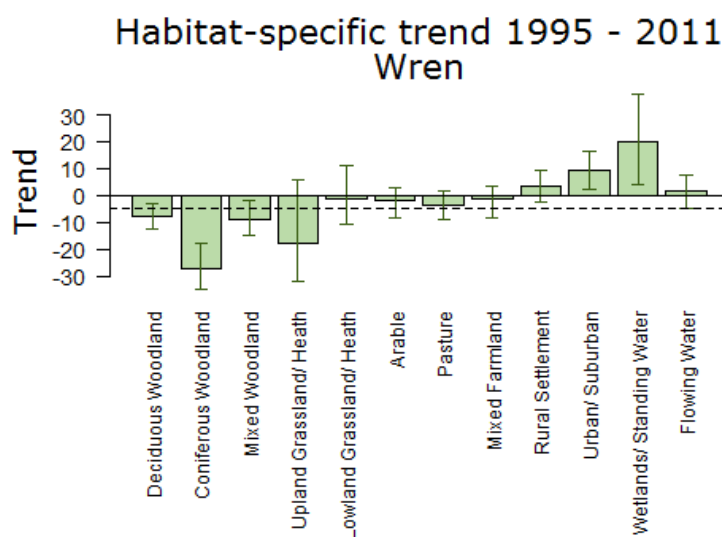 Habitat-specific trend 1995 - 2011
Wren
Trend
30
20
10
0
-10
-20
-30
Deciduous Woodland
Coniferous Woodland
Mixed Woodland
Upland Grassland/ Heath
Lowland Grassland/ Heath
Arable
Pasture
Mixed Farmland
Rural Settlement
Urban/ Suburban
Wetlands/ Standing Water
Flowing Water